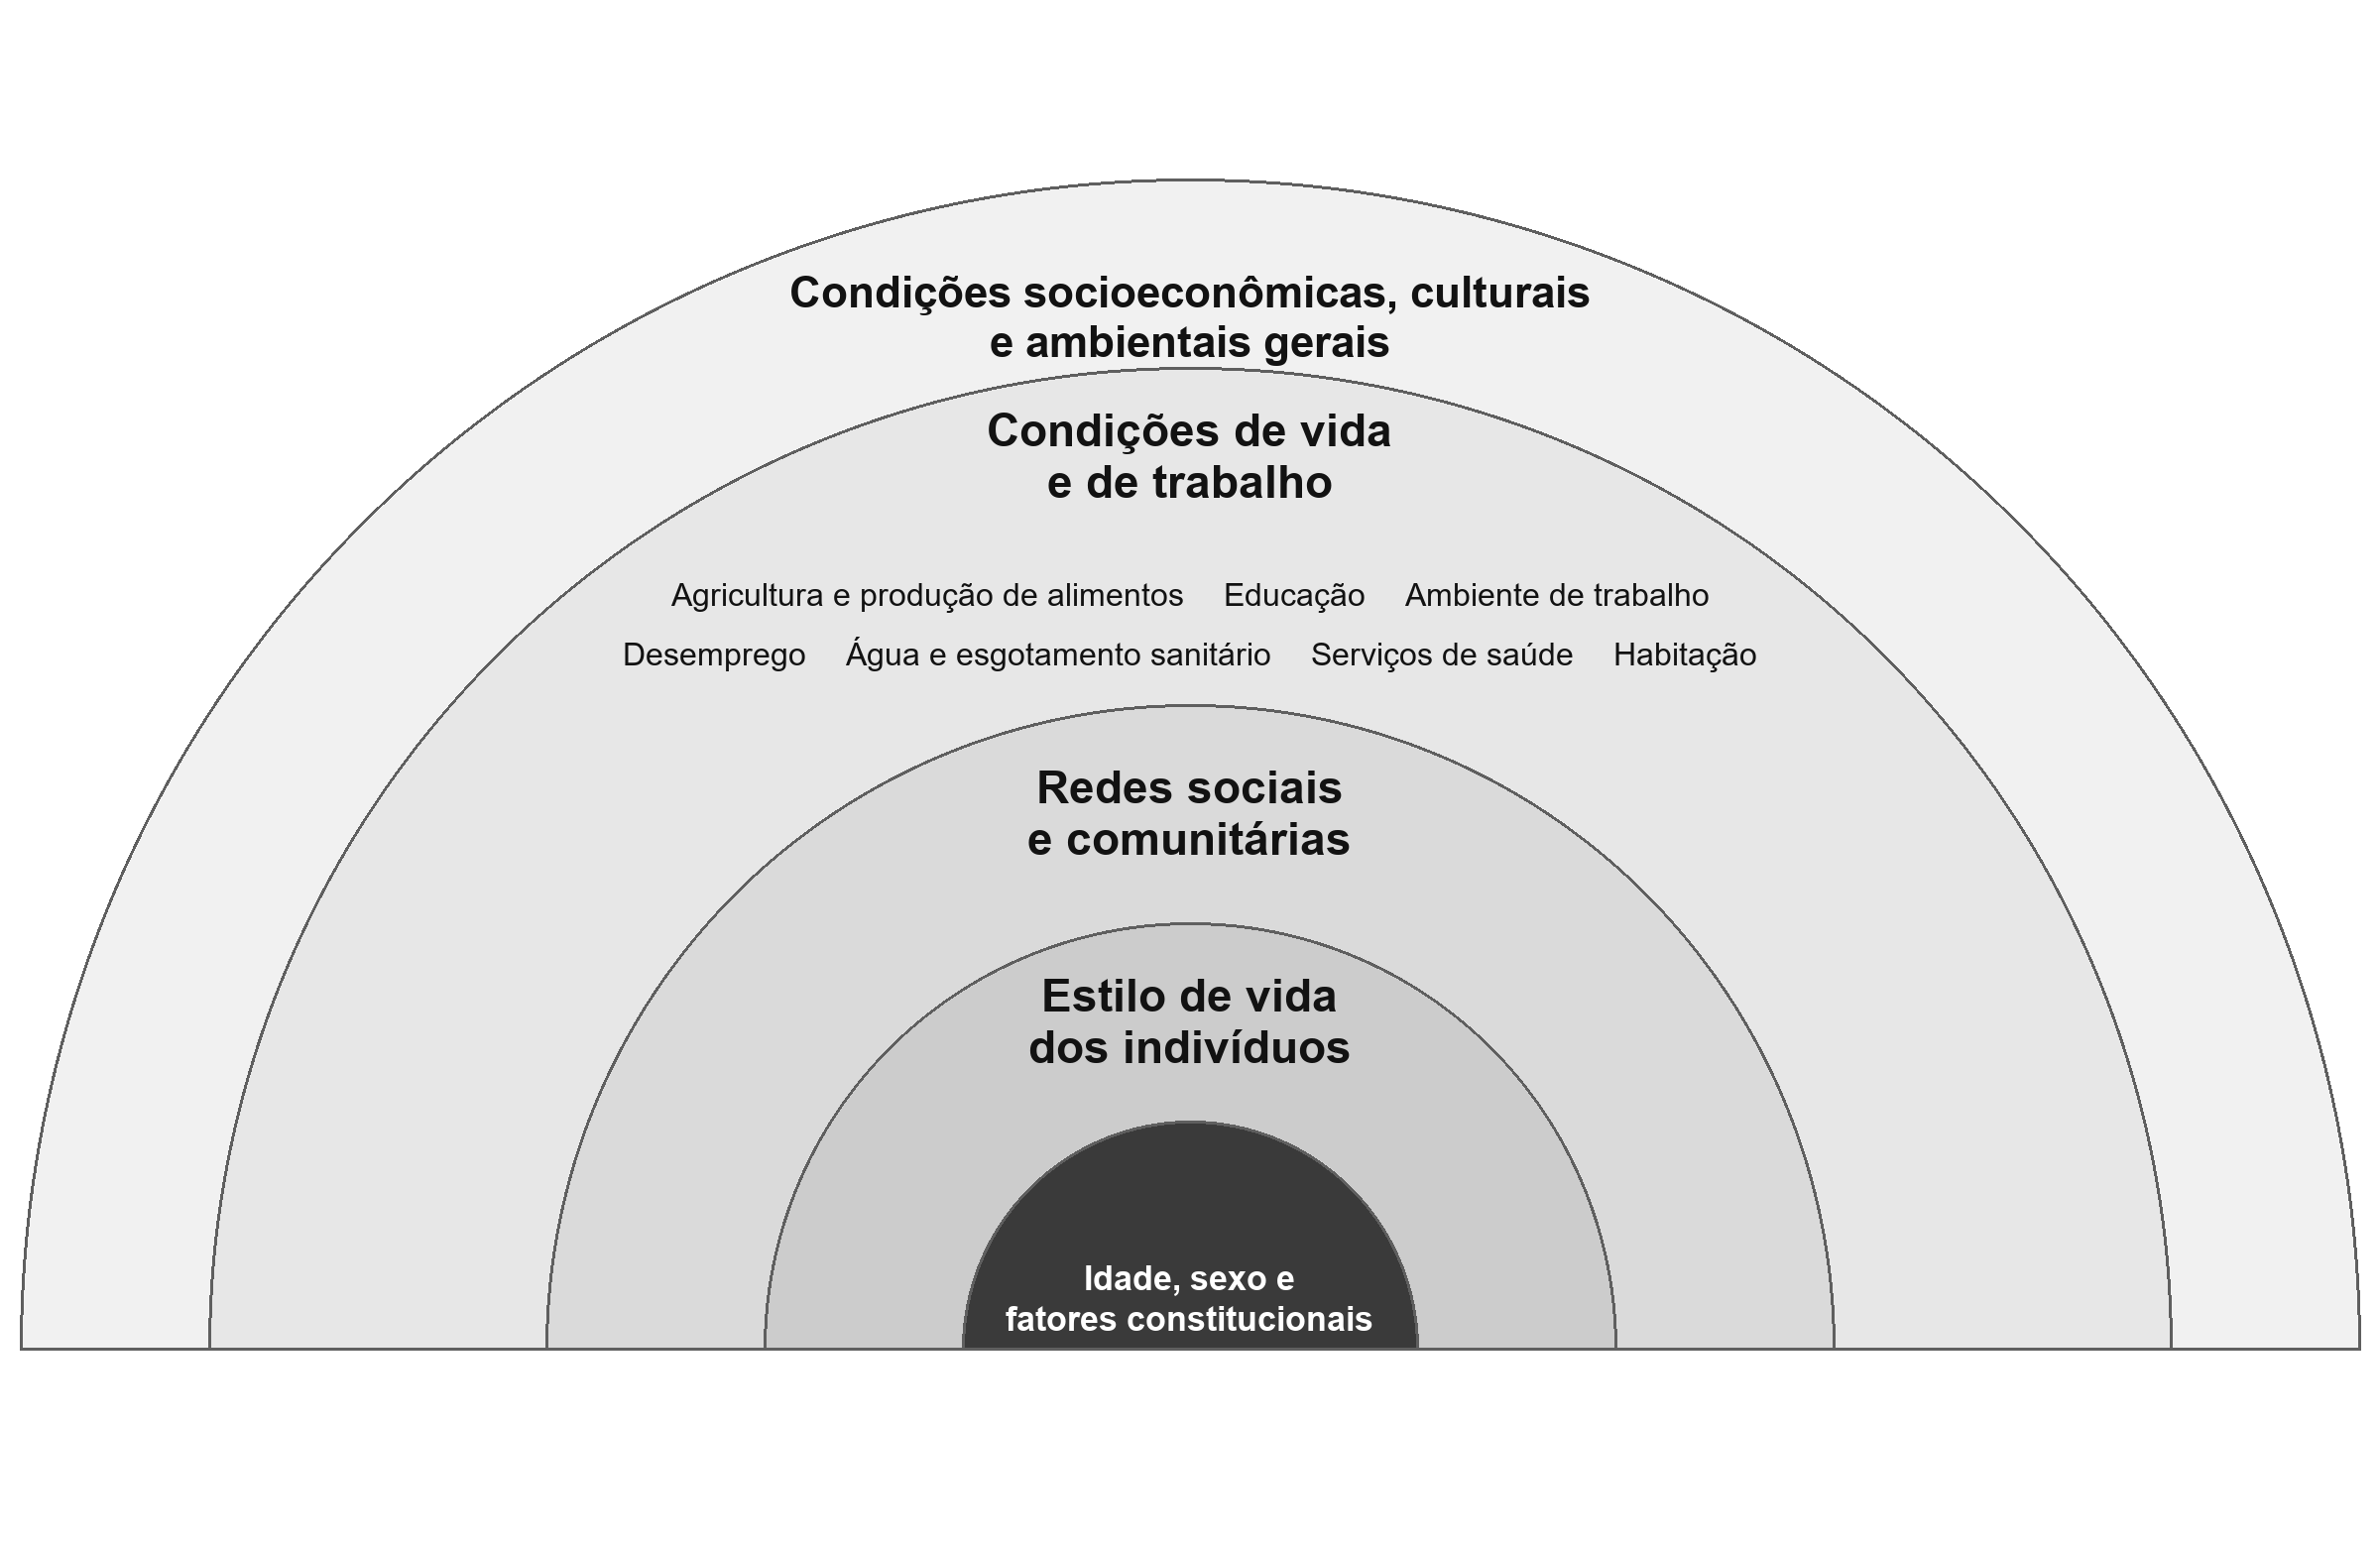 Condições socioeconômicas, culturais
e ambientais gerais
Condições de vida
e de trabalho
Agricultura e produção de alimentos Educação Ambiente de trabalho
Desemprego Água e esgotamento sanitário Serviços de saúde Habitação
Redes sociais
e comunitárias
Estilo de vida
dos indivíduos
Idade, sexo e
fatores constitucionais